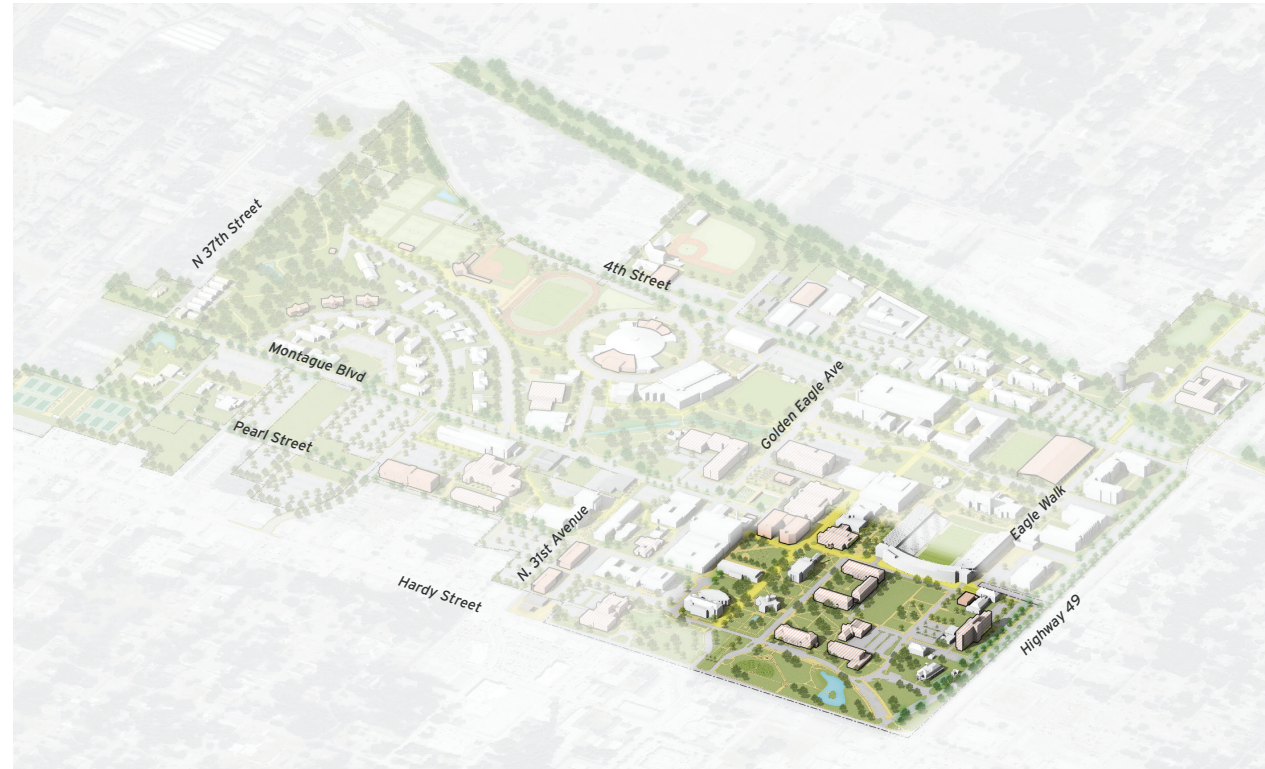 N 37th Street
4th Street
Montague Blvd
Golden Eagle Ave
Pearl Street
Eagle Walk
N. 31st Avenue
Hardy Street
Highway 49